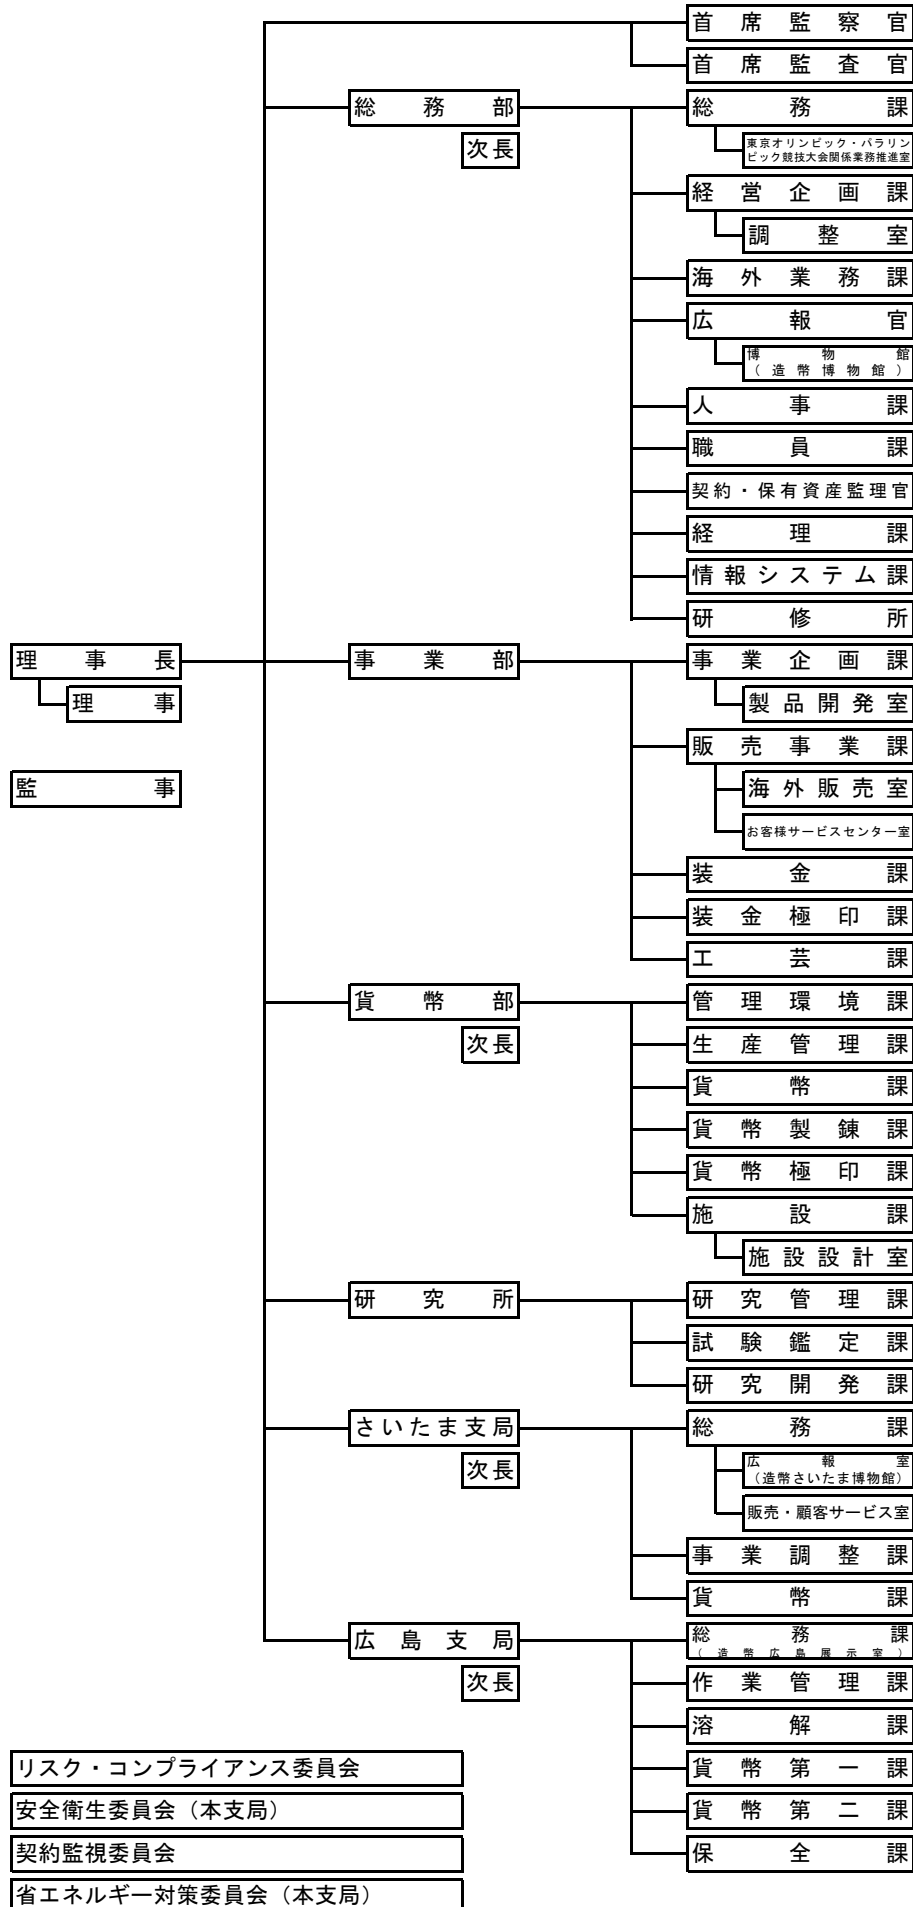 首席監察官
首席監査官
総務部
次長
総務課
東京オリンピック・パラリン
ピック競技大会関係業務推進室
経営企画課
調整室
海外業務課
広報官
博物館
（造幣博物館）
人事課
職員課
契約・保有資産監理官
経理課
情報システム課
研修所
理事長
理事
監事
事業部
事業企画課
製品開発室
販売事業課
海外販売室
お客様サービスセンター室
装金課
装金極印課
工芸課
貨幣部
次長
管理環境課
生産管理課
貨幣課
貨幣製錬課
貨幣極印課
施設課
施設設計室
研究所
研究管理課
試験鑑定課
研究開発課
さいたま支局
次長
総務課
広報室
（造幣さいたま博物館）
販売・顧客サービス室
事業調整課
貨幣課
広島支局
次長
総務課
（造幣広島展示室）
作業管理課
溶解課
貨幣第一課
貨幣第二課
保全課
リスク・コンプライアンス委員会
安全衛生委員会（本支局）
契約監視委員会
省エネルギー対策委員会（本支局）